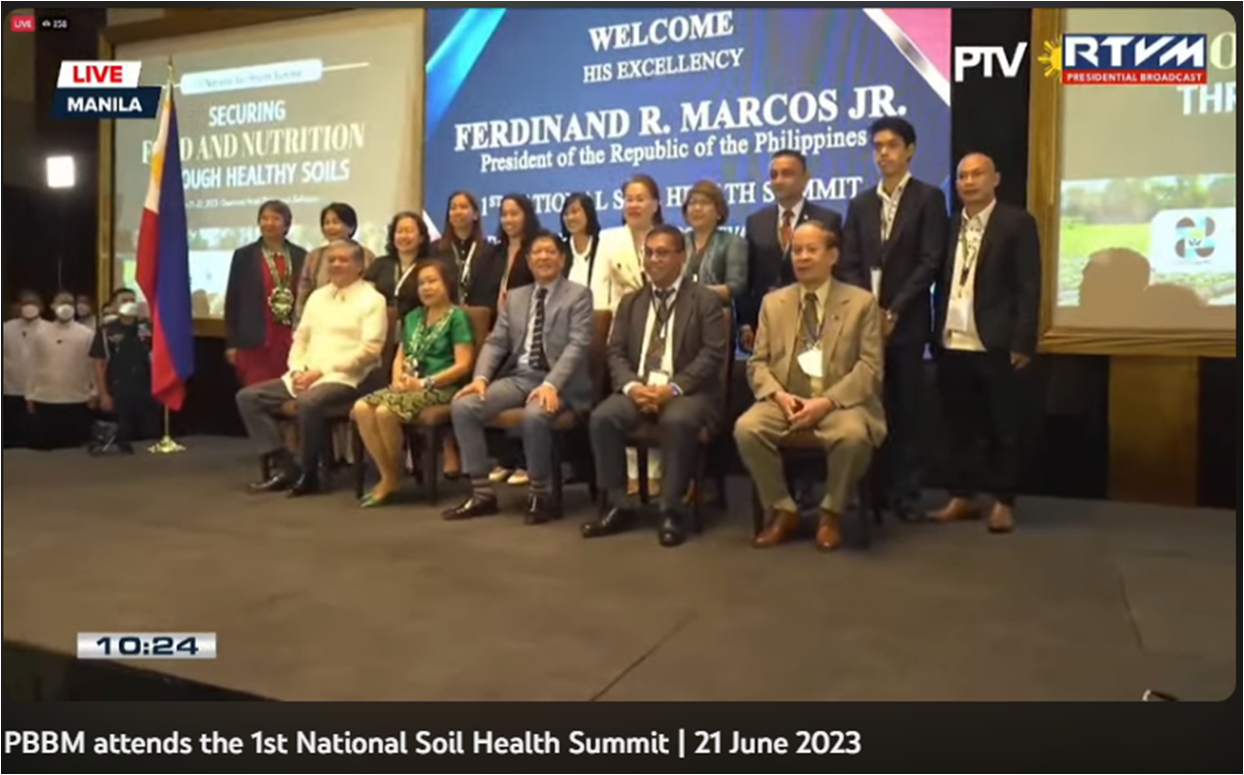 LIVE
358
LIVE
MANILA
SECURING
AND NUTRITION
HEALTHY SOILS
WELCOME
HIS EXCELLENCY
FERDINAND R. MARCOS JR.
President of the Republic of the Philippines
1ST SUMMIT
PTV
RTVM
PRESIDENTIAL BROADCAST
10:24
PBBM attends the 1st National Soil Health Summit | 21 June 2023